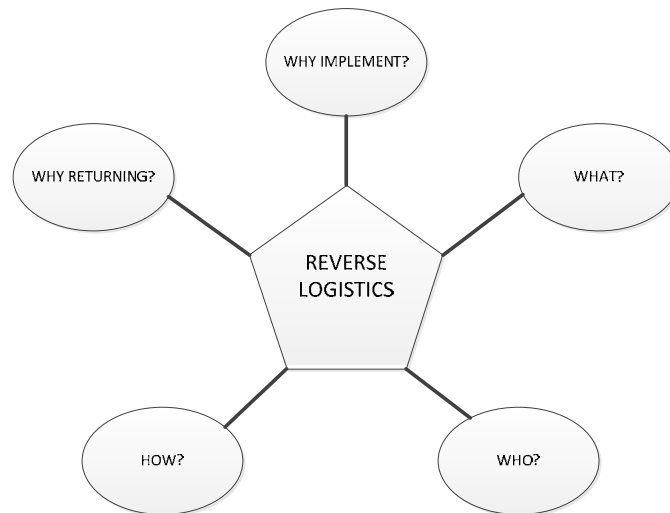 WHY IMPLEMENT?
WHY RETURNING?
WHAT?
REVERSE
LOGISTICS
HOW?
WHO?